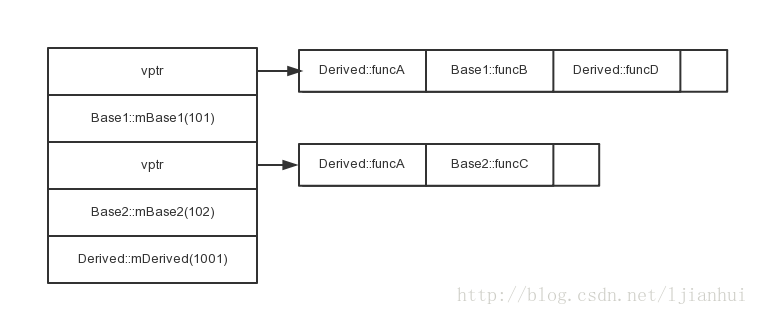 vptr
Derived::funcA
Base1::funcB
Derived::funcD
Base1::mBase1(101)
vptr
Derived::funcA
Base2::funcC
Base2::mBase2(102)
Derived::mDerived(1001)
http://blog.csdn.net/ljianhui